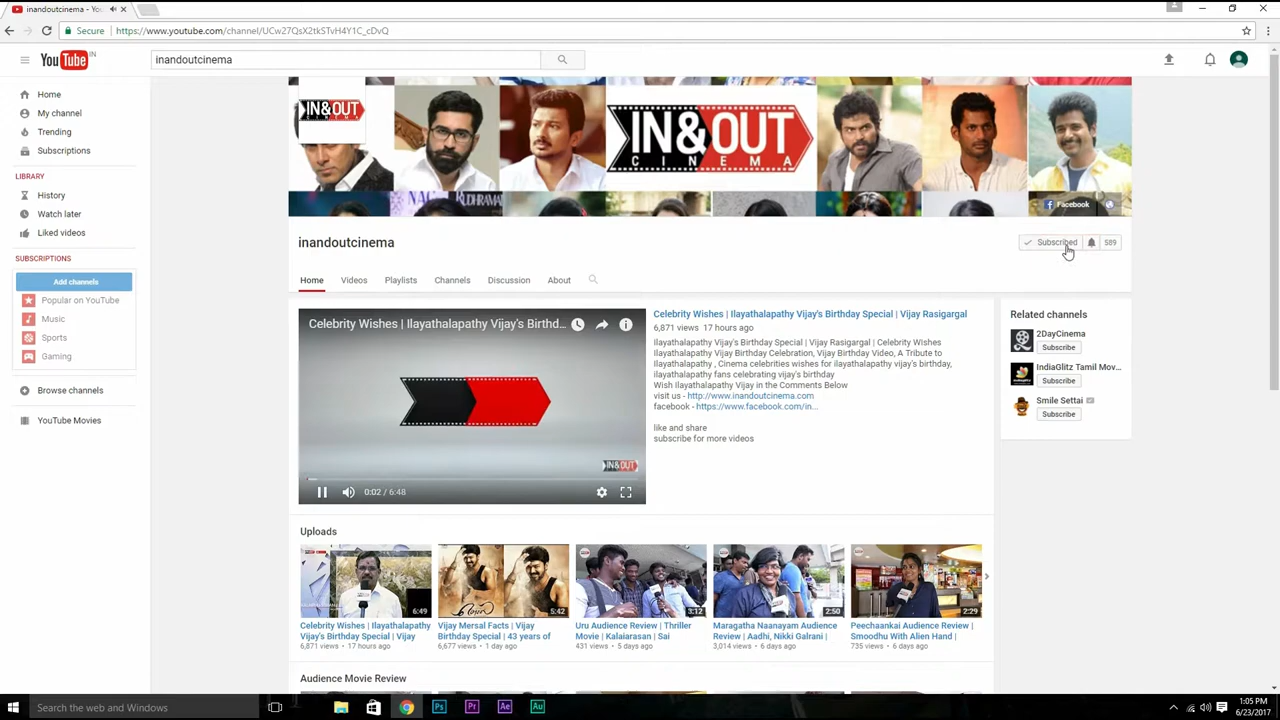 inandoutcinema - You
Secure
https://www.youtube.com/channel/UCw27QsX2tkSTvH4Y1C_cDvQ
YouTube IN
inandoutcinema
Home
My channel
Trending
Subscriptions
LIBRARY
History
Watch later
Liked videos
SUBSCRIPTIONS
Add channels
Popular on YouTube
Music
Sports
Gaming
Browse channels
YouTube Movies
IN&OUT
IN&OUT
CINEMA
Facebook
inandoutcinema
Subscribed
589
Home
Videos
Playlists
Channels
Discussion
About
Celebrity Wishes | Ilayathalapathy Vijay's Birthd...
IN&OUT
0:02 / 6:48
Celebrity Wishes | Ilayathalapathy Vijay's Birthday Special | Vijay Rasigargal
6,871 views 17 hours ago
Ilayathalapathy Vijay's Birthday Special | Vijay Rasigargal | Celebrity Wishes
Ilayathalapathy Vijay Birthday Celebration, Vijay Birthday Video, A Tribute to
Ilayathalapathy , Cinema celebrities wishes for ilayathalapathy vijay's birthday,
ilayathalapathy fans celebrating vijay's birthday
Wish Ilayathalapathy Vijay in the Comments Below
visit us - http://www.inandoutcinema.com
facebook - https://www.facebook.com/in...
like and share
subscribe for more videos
Related channels
2DayCinema
Subscribe
IndiaGlitz Tamil Mov...
Subscribe
Smile Settai
Subscribe
Uploads
6:49
Celebrity Wishes | Ilayathalapathy
Vijay's Birthday Special | Vijay
6,871 views • 17 hours ago
5:42
Vijay Mersal Facts | Vijay
Birthday Special | 43 years of
6,677 views • 1 day ago
3:12
Uru Audience Review | Thriller
Movie | Kalaiarasan | Sai
431 views • 5 days ago
2:50
Maragatha Naanayam Audience
Review | Aadhi, Nikki Galrani |
3,014 views • 6 days ago
2:29
Peechaankai Audience Review |
Smoodhu With Alien Hand |
735 views • 6 days ago
Audience Movie Review
Search the web and Windows
Ps
Pr
Ae
Au
1:05 PM
6/23/2017